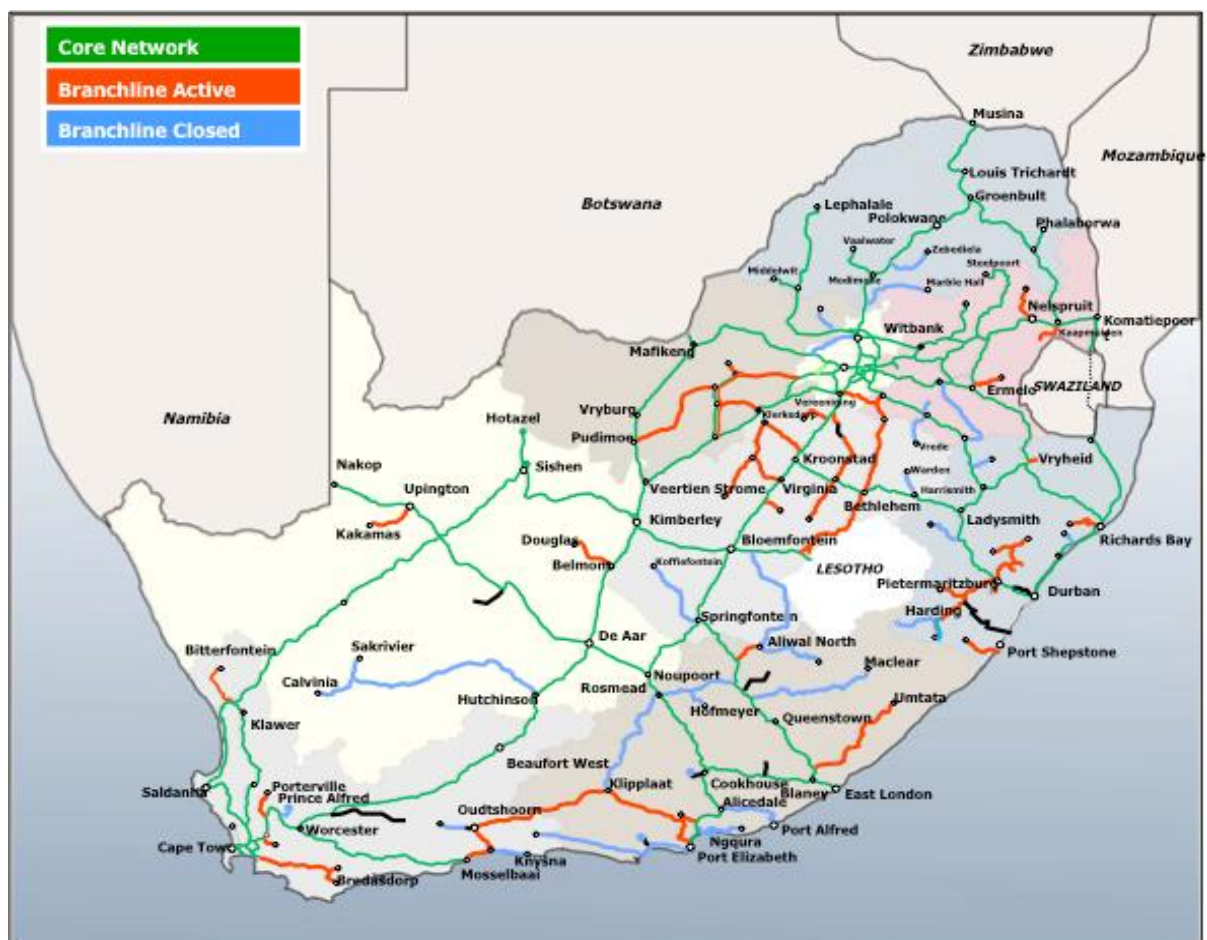 Core Network
Branchline Active
Branchline Closed
Zimbabwe
Musina
Mozambique
Louis Trichardt
Botswana
Lephalale
Groenbult
Polokwane
Phalaborwa
Vaalwater
Zebediela
Steelpoort
Middelwit
Modimolle
Marble Hall
Nelspruit
Komatiepoor
Witbank
Kaapmuiden
Mafikeng
SWAZILAND
Ermelo
Namibia
Hotazel
Vryburg
Vereeniging
Klerksdorp
Pudimoe
Vrede
Nakop
Sishen
Kroonstad
Vryheid
Warden
Upington
Veertien Strome
Virginia
Harrismith
Bethlehem
Kimberley
Ladysmith
Kakamas
Richards Bay
Douglas
Bloemfontein
Belmont
Koffiefontein
LESOTHO
Pietermaritzburg
Durban
Springfontein
Harding
De Aar
Aliwal North
Bitterfontein
Sakrivier
Port Shepstone
Maclear
Calvinia
Noupoort
Hutchinson
Rosmead
Umtata
Hofmeyer
Klawer
Queenstown
Beaufort West
Saldanha
Porterville
Klipplaat
Cookhouse
Blaney
East London
Prince Alfred
Oudtshoorn
Alicedale
Worcester
Port Alfred
Cape Town
Ngqura
Knysna
Port Elizabeth
Mosselbaai
Bredasdorp